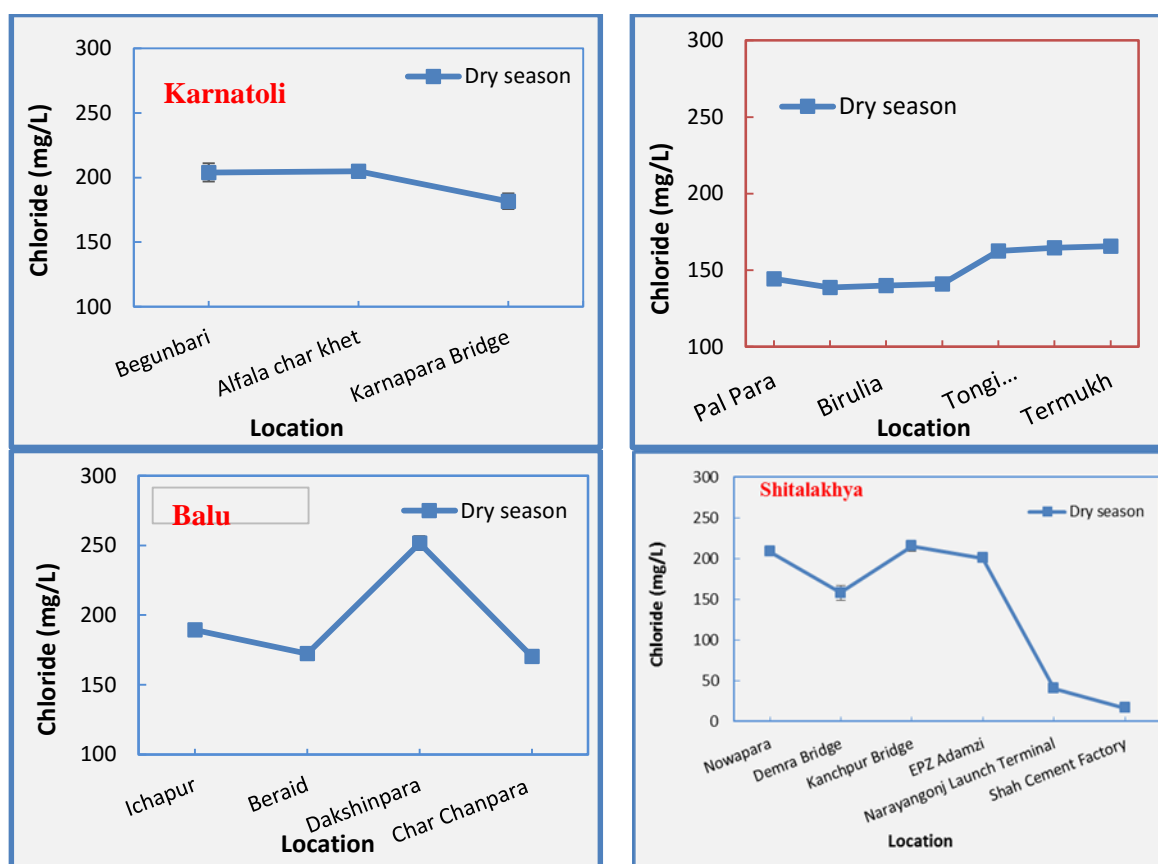 300
250
200
150
100
Chloride (mg/L)
Karnatoli
Dry season
Begunbari
Alfala char khet
Karnapara Bridge
Location
300
250
200
150
100
Chloride (mg/L)
Dry season
Pal Para
Birulia
Tongi...
Termukh
Location
300
250
200
150
100
Chloride (mg/L)
Balu
Dry season
Ichapur
Beraid
Dakshinpara
Char Chanpara
Location
300
250
200
150
100
50
0
Chloride (mg/L)
Shitalakhya
Dry season
Nowapara
Demra Bridge
Kanchpur Bridge
EPZ Adamzi
Narayangonj Launch Terminal
Shah Cement Factory
Location